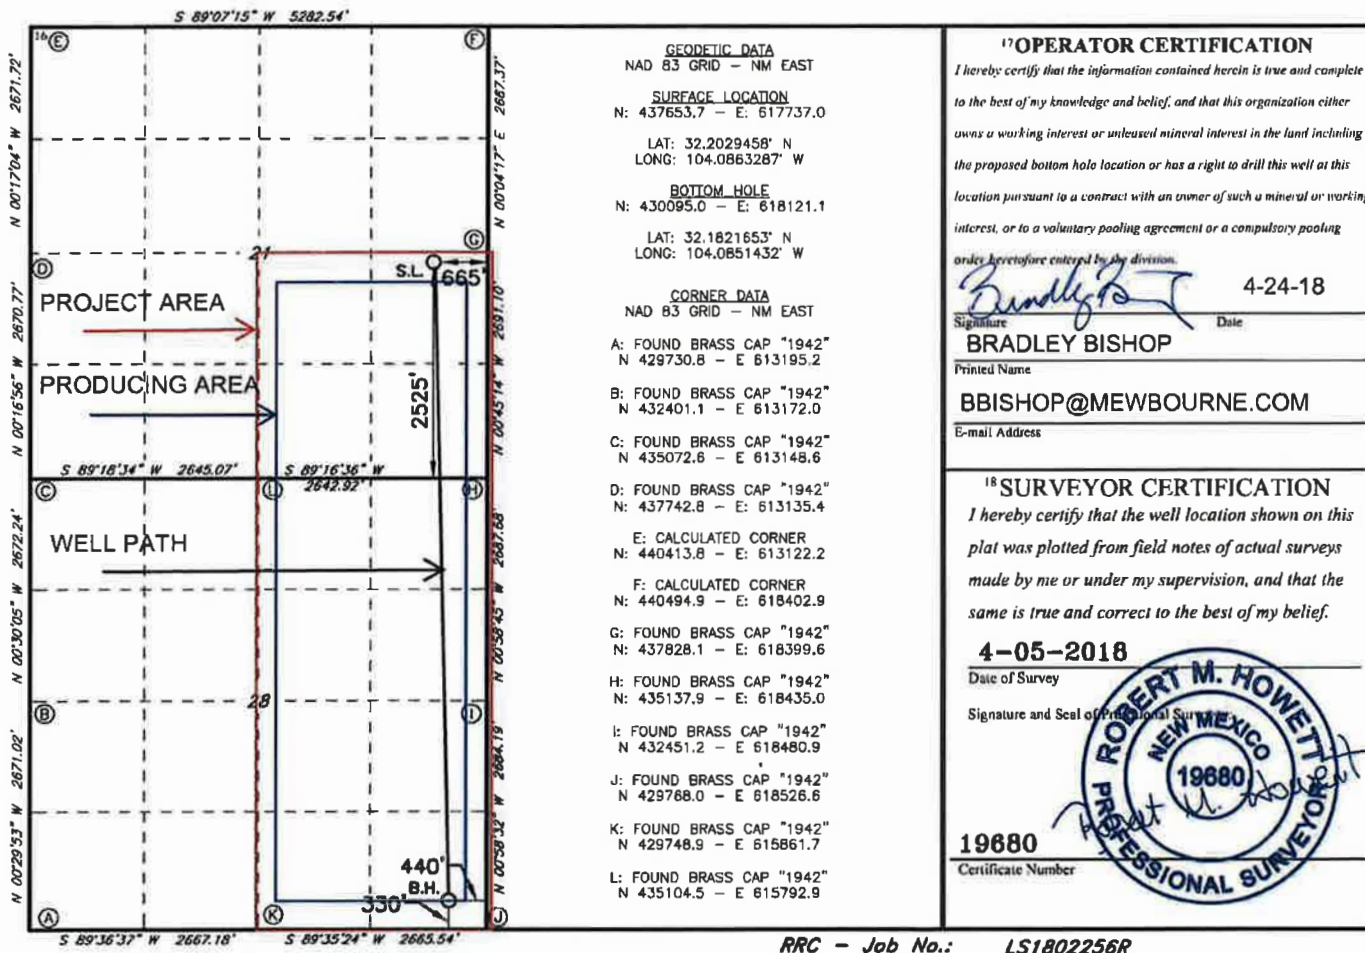 S 89°07'15" W 5282.54'
16
E
F
N 00°17'04" W 2671.72'
N 00°04'17" E 2667.37'
21
G
D
S.L.
665'
PROJECT AREA
N 00°16'56" W 2670.77'
N 00°45'14" W 2691.10'
PRODUCING AREA
2525'
S 89°18'34" W 2645.07'
S 89°16'36" W
2642.92'
C
L
H
WELL PATH
N 00°30'05" W 2672.24'
N 00°58'45" W 2687.68'
28
B
I
N 00°29'53" W 2671.02'
N 00°58'32" W 2684.19'
440'
B.H.
330'
A
K
J
S 89°36'37" W 2667.18'
S 89°35'24" W 2665.54'
GEODETIC DATA
NAD 83 GRID – NM EAST
SURFACE LOCATION
N: 437653.7 – E: 617737.0
LAT: 32.2029458° N
LONG: 104.0863287° W
BOTTOM HOLE
N: 430095.0 – E: 618121.1
LAT: 32.1821653° N
LONG: 104.0851432° W
CORNER DATA
NAD 83 GRID – NM EAST
A: FOUND BRASS CAP "1942"
N 429730.8 – E 613195.2
B: FOUND BRASS CAP "1942"
N 432401.1 – E 613172.0
C: FOUND BRASS CAP "1942"
N 435072.6 – E 613148.6
D: FOUND BRASS CAP "1942"
N: 437742.8 – E: 613135.4
E: CALCULATED CORNER
N: 440413.8 – E: 613122.2
F: CALCULATED CORNER
N: 440494.9 – E: 618402.9
G: FOUND BRASS CAP "1942"
N: 437828.1 – E: 618399.6
H: FOUND BRASS CAP "1942"
N: 435137.9 – E: 618435.0
I: FOUND BRASS CAP "1942"
N 432451.2 – E 618480.9
J: FOUND BRASS CAP "1942"
N 429768.0 – E 618526.6
K: FOUND BRASS CAP "1942"
N 429748.9 – E 615861.7
L: FOUND BRASS CAP "1942"
N 435104.5 – E 615792.9
17 OPERATOR CERTIFICATION
I hereby certify that the information contained herein is true and complete
to the best of my knowledge and belief, and that this organization either
owns a working interest or unleased mineral interest in the land including
the proposed bottom hole location or has a right to drill this well at this
location pursuant to a contract with an owner of such a mineral or working
interest, or to a voluntary pooling agreement or a compulsory pooling
order heretofore entered by the division.
4-24-18
Signature Date
BRADLEY BISHOP
Printed Name
BBISHOP@MEWBOURNE.COM
E-mail Address
18 SURVEYOR CERTIFICATION
I hereby certify that the well location shown on this
plat was plotted from field notes of actual surveys
made by me or under my supervision, and that the
same is true and correct to the best of my belief.
4-05-2018
Date of Survey
Signature and Seal of Professional Surveyor
ROBERT M. HOWETT
NEW MEXICO
19680
PROFESSIONAL SURVEYOR
Robert M. Howett
19680
Certificate Number
RRC – Job No.: LS1802256R